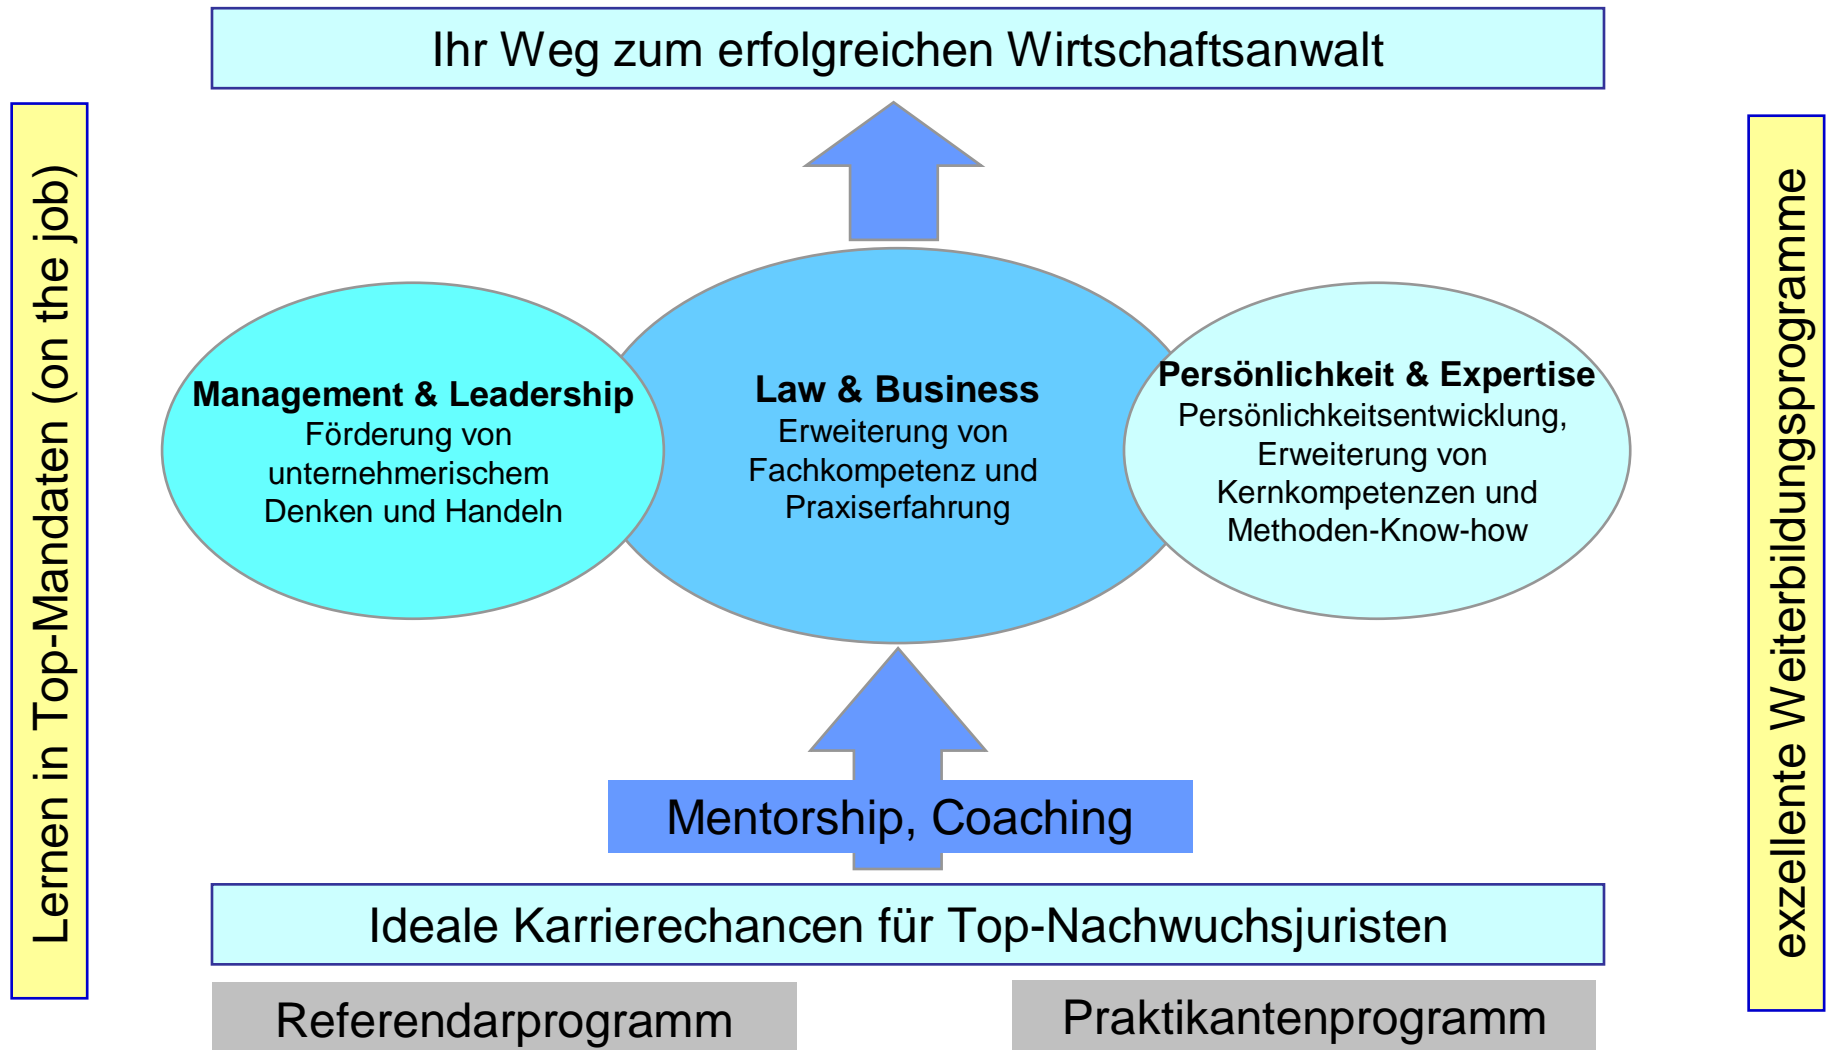 Ihr Weg zum erfolgreichen Wirtschaftsanwalt
Lernen in Top-Mandaten (on the job)
Management & Leadership
Förderung von
unternehmerischem
Denken und Handeln
Law & Business
Erweiterung von
Fachkompetenz und
Praxiserfahrung
Persönlichkeit & Expertise
Persönlichkeitsentwicklung,
Erweiterung von
Kernkompetenzen und
Methoden-Know-how
exzellente Weiterbildungsprogramme
Mentorship, Coaching
Ideale Karrierechancen für Top-Nachwuchsjuristen
Referendarprogramm
Praktikantenprogramm